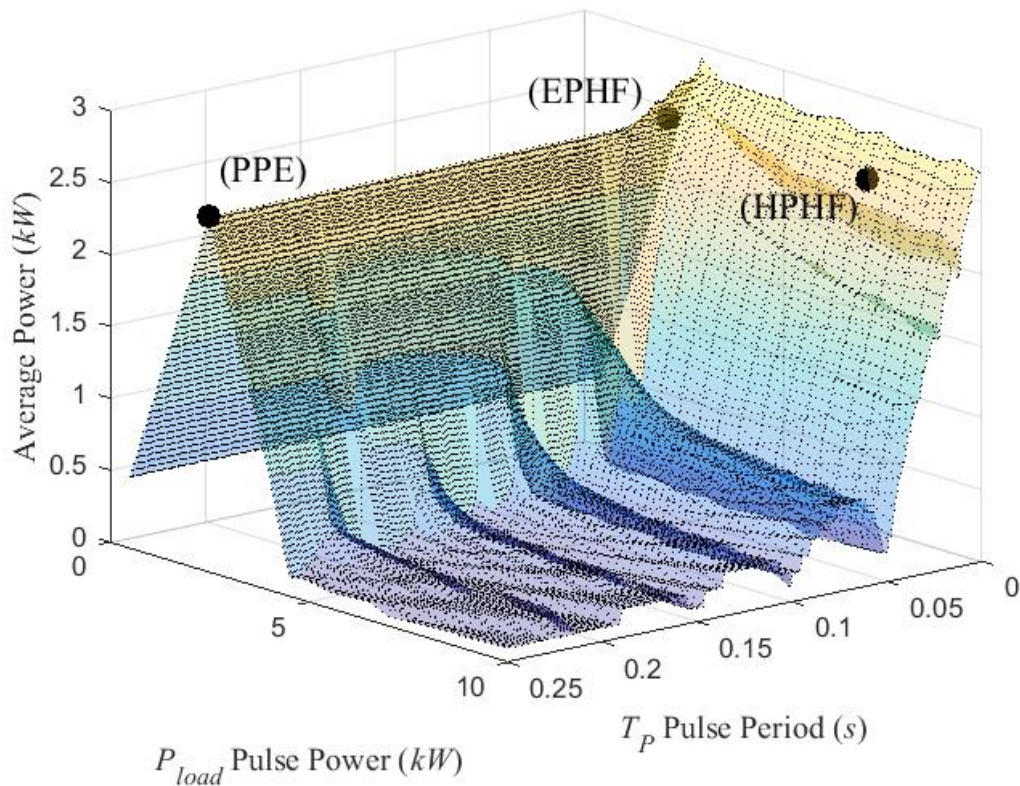 3
2.5
2
1.5
1
0.5
0
Average Power (kW)
(PPE)
(EPHF)
(HPHF)
0
5
10
P_load Pulse Power (kW)
0.25
0.2
0.15
0.1
0.05
0
T_P Pulse Period (s)